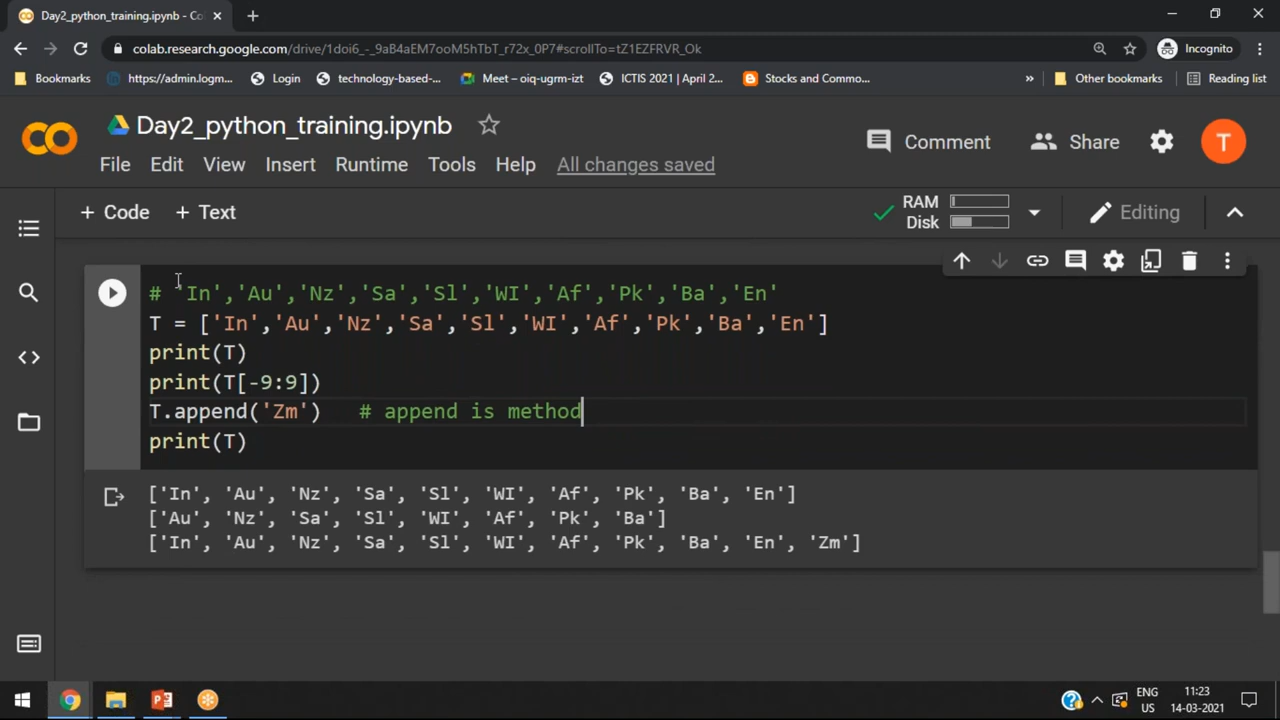 Day2_python_training.ipynb - Co
colab.research.google.com/drive/1doi6_-_9aB4aEM7ooM5hTbT_r72x_0P7#scrollTo=tZ1EZFRVR_Ok
Incognito
Bookmarks https://admin.logm... Login technology-based-... Meet – oiq-ugrm-izt ICTIS 2021 | April 2... Stocks and Commo... » Other bookmarks Reading list
Day2_python_training.ipynb
Comment Share T
File Edit View Insert Runtime Tools Help All changes saved
+ Code + Text
RAM
Disk
Editing
# 'In','Au','Nz','Sa','Sl','WI','Af','Pk','Ba','En'
T = ['In','Au','Nz','Sa','Sl','WI','Af','Pk','Ba','En']
print(T)
print(T[-9:9])
T.append('Zm')   # append is method
print(T)
['In', 'Au', 'Nz', 'Sa', 'Sl', 'WI', 'Af', 'Pk', 'Ba', 'En']
['Au', 'Nz', 'Sa', 'Sl', 'WI', 'Af', 'Pk', 'Ba']
['In', 'Au', 'Nz', 'Sa', 'Sl', 'WI', 'Af', 'Pk', 'Ba', 'En', 'Zm']
ENG 11:23
US 14-03-2021